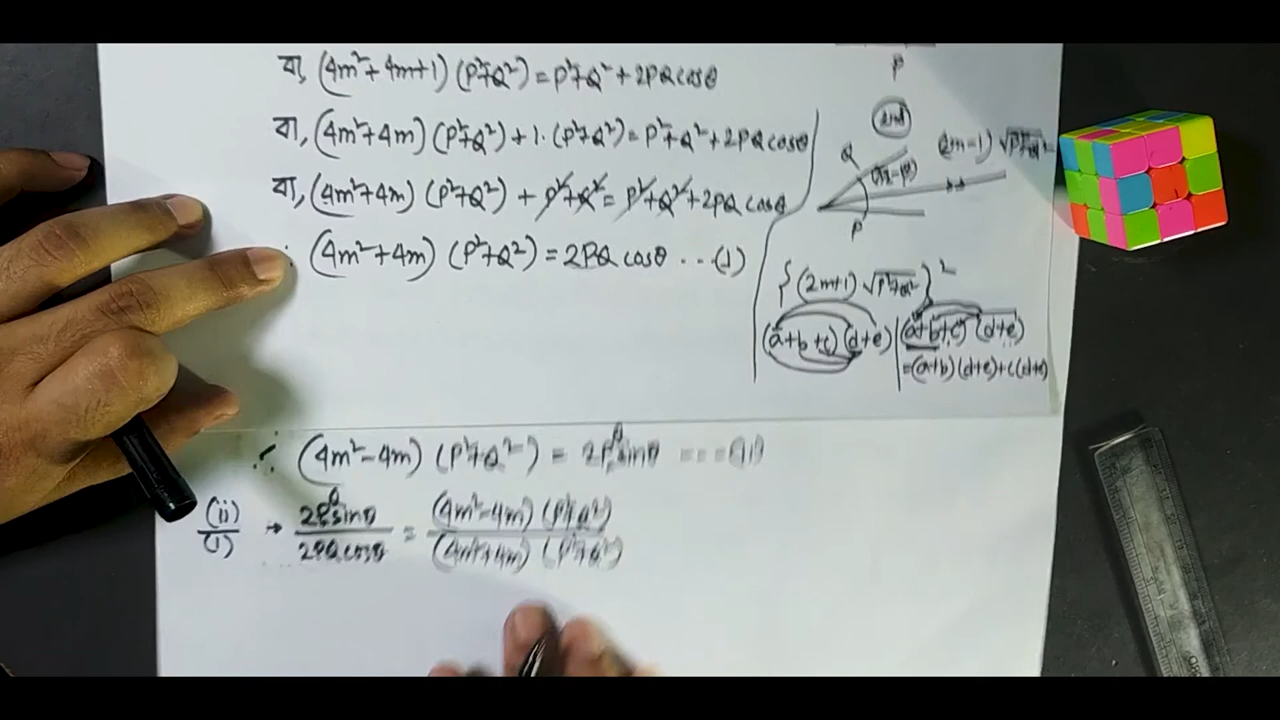 বা, (4m²+4m+1) (P²+Q²) = P²+Q²+2PQ cosθ
বা, (4m²+4m) (P²+Q²) + 1. (P²+Q²) = P²+Q²+2PQ cosθ
বা, (4m²+4m) (P²+Q²) + P²+Q² = P²+Q²+2PQ cosθ
∴ (4m²+4m) (P²+Q²) = 2PQ cosθ ...(1)
P
2nd
Q
(2m-1) √P²+Q²
P
{(2m+1) √P²+Q²}²
(a+b+c) (d+e)
(a+b+c) (d+e)
=(a+b) (d+e)+c(d+e)
∴ (4m²-4m) (P²+Q²) = 2PQ sinθ ---(ii)
(ii)/(1) → 2PQ sinθ/2PQ cosθ = (4m²-4m) (P²+Q²)/(4m²+4m) (P²+Q²)